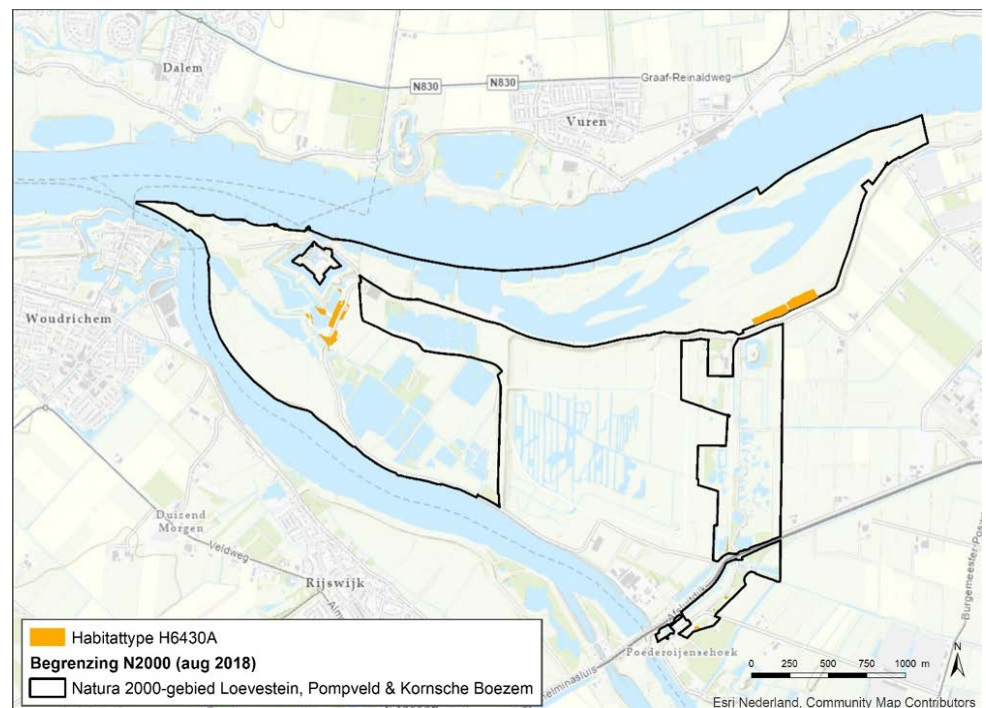 Dalem
N830
N830
Graaf-Reinaldweg
Vuren
Woudrichem
Duizend
Morgen
Veldweg
Rijswijk
Afsluitdijk
Poederoijensehoek
Habitattype H6430A
Begrenzing N2000 (aug 2018)
Natura 2000-gebied Loevestein, Pompveld & Kornsche Boezem
N
0 250 500 750 1000 m
Esri Nederland, Community Map Contributors